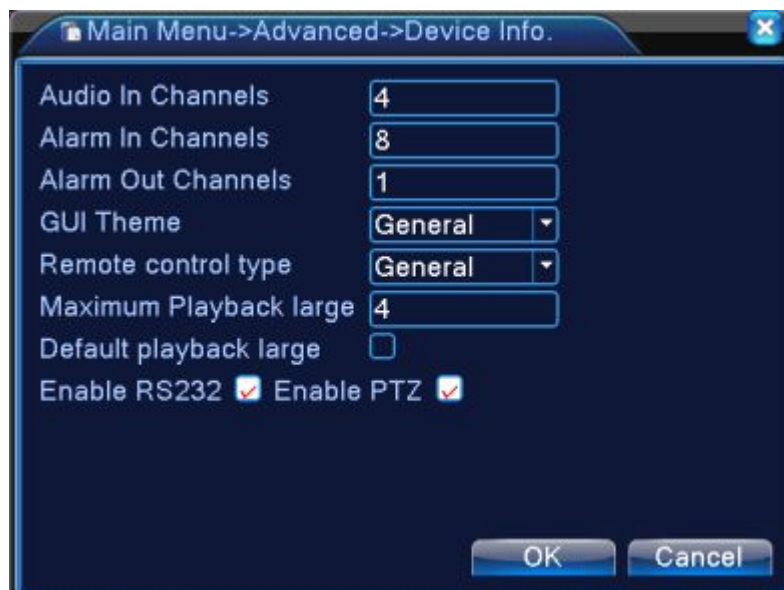 Main Menu->Advanced->Device Info.
Audio In Channels 4
Alarm In Channels 8
Alarm Out Channels 1
GUI Theme General
Remote control type General
Maximum Playback large 4
Default playback large
Enable RS232 Enable PTZ
OK Cancel